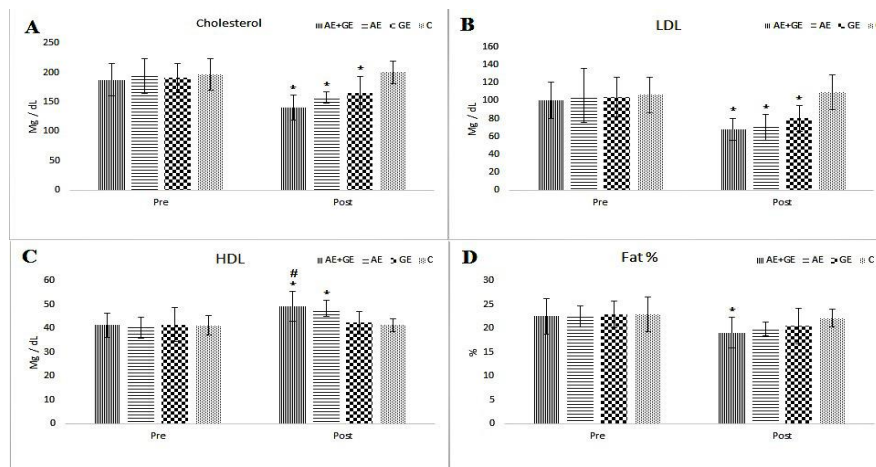 A
Cholesterol
AE+GE AE GE C
250
200
150
100
50
0
Mg / dL
* * *
Pre Post
B
LDL
AE+GE AE GE C
160
140
120
100
80
60
40
20
0
Mg / dL
* * *
Pre Post
C
HDL
AE+GE AE GE C
60
50
40
30
20
10
0
Mg / dL
#
* *
Pre Post
D
Fat %
AE+GE AE GE C
30
25
20
15
10
5
0
%
*
Pre Post